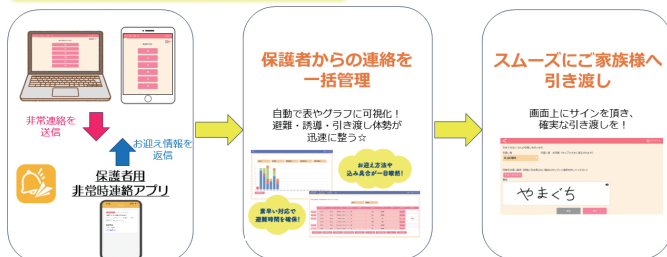 非常連絡を
送信
お迎え情報を
返信
保護者用
非常時連絡アプリ
保護者からの連絡を
一括管理
自動で表やグラフに可視化！
避難・誘導・引き渡し体勢が
迅速に整う☆
お迎え方法や
込み具合が一目瞭然！
素早い対応で
避難時間を確保！
スムーズにご家族様へ
引き渡し
画面上にサインを頂き、
確実な引き渡しを！
やまぐち